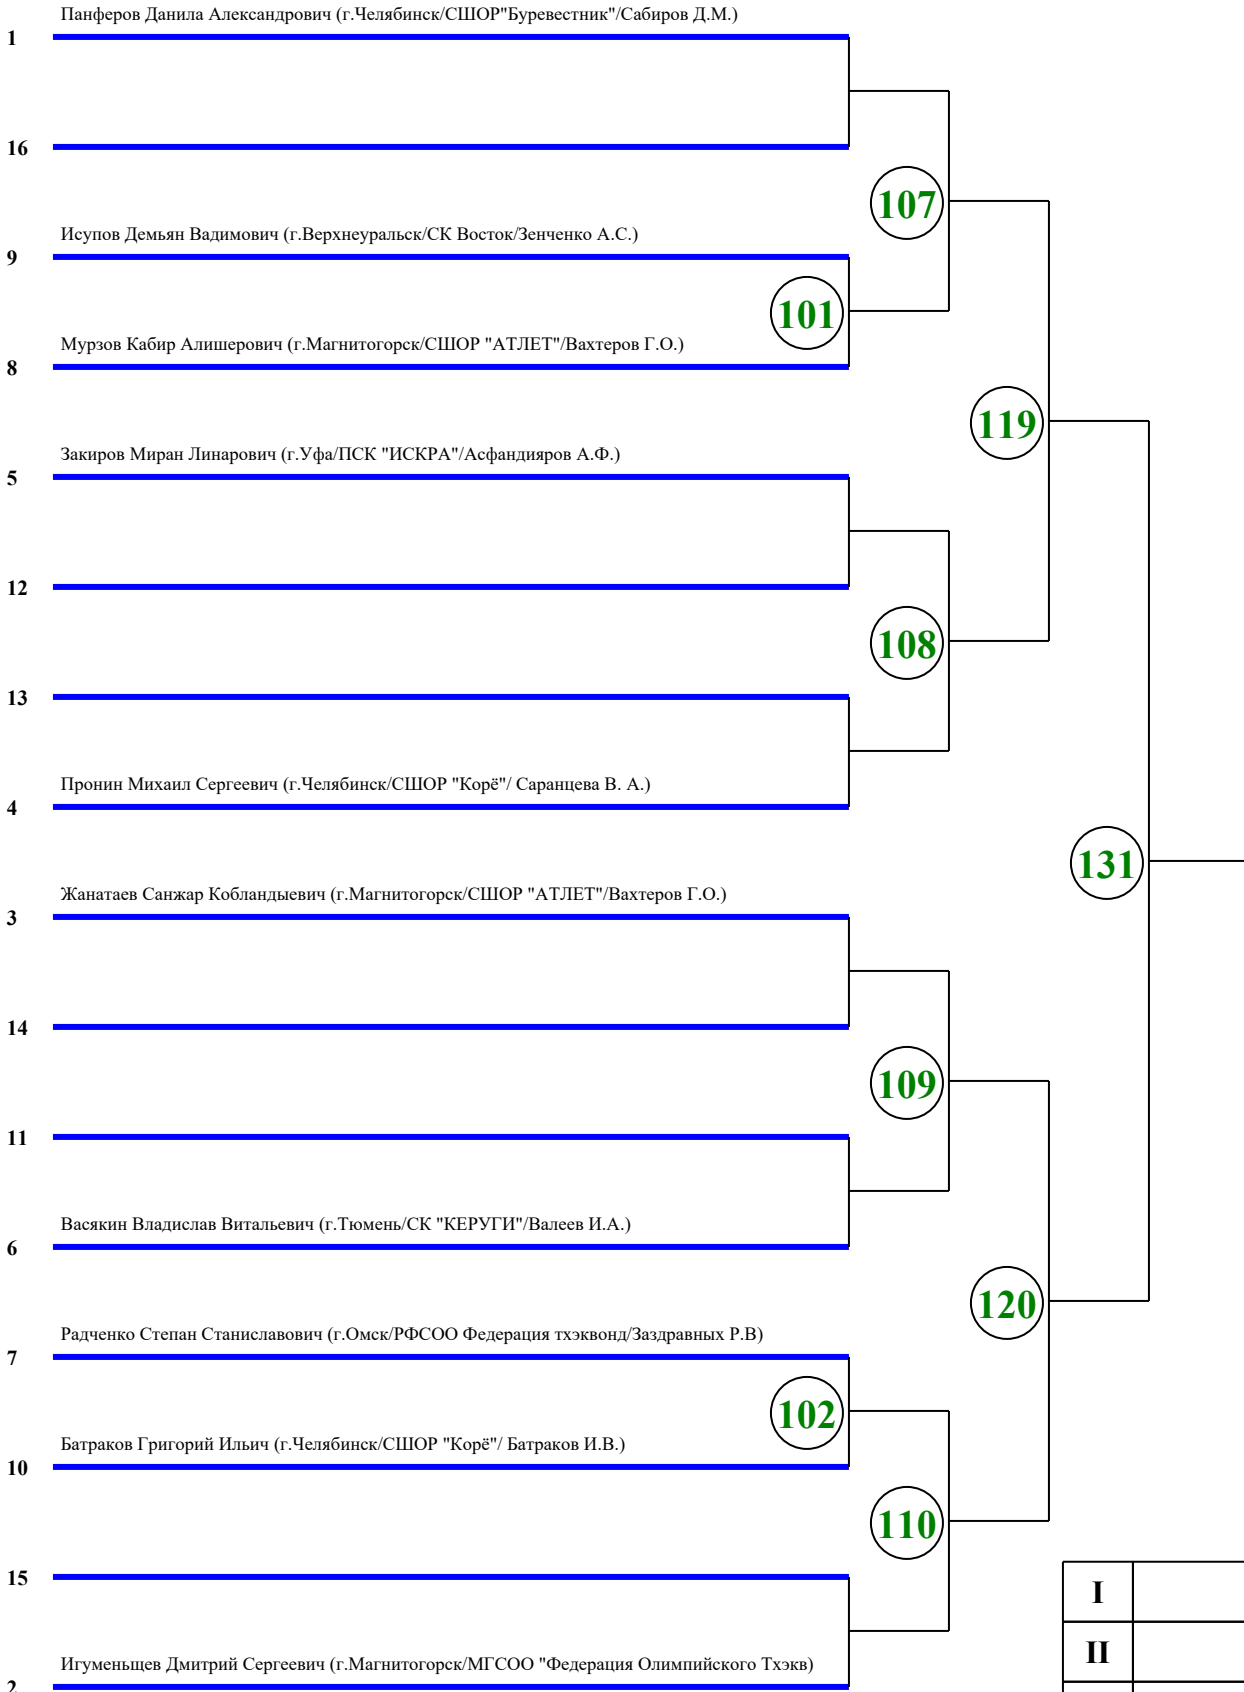 Панферов Данила Александрович (г.Челябинск/СШОР"Буревестник"/Сабиров Д.М.)
1
16
107
Исупов Демьян Вадимович (г.Верхнеуральск/СК Восток/Зенченко А.С.)
9
101
Мурзов Кабир Алишерович (г.Магнитогорск/СШОР "АТЛЕТ"/Вахтеров Г.О.)
8
119
Закиров Миран Линарович (г.Уфа/ПСК "ИСКРА"/Асфандияров А.Ф.)
5
12
108
13
Пронин Михаил Сергеевич (г.Челябинск/СШОР "Корё"/ Саранцева В. А.)
4
131
Жанатаев Санжар Кобландыевич (г.Магнитогорск/СШОР "АТЛЕТ"/Вахтеров Г.О.)
3
14
109
11
Васякин Владислав Витальевич (г.Тюмень/СК "КЕРУГИ"/Валеев И.А.)
6
120
Радченко Степан Станиславович (г.Омск/РФСОО Федерация тхэквонд/Заздравных Р.В)
7
102
Батраков Григорий Ильич (г.Челябинск/СШОР "Корё"/ Батраков И.В.)
10
110
15
I
II
Игуменьщев Дмитрий Сергеевич (г.Магнитогорск/МГСОО "Федерация Олимпийского Тхэкв)
2